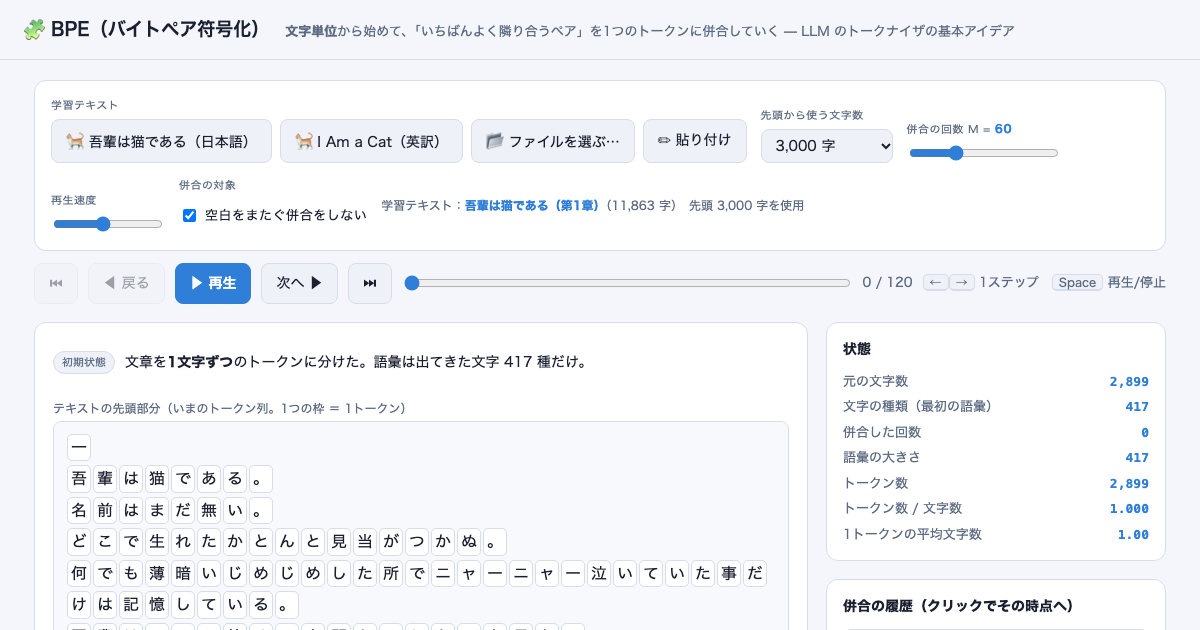 BPE（バイトペア符号化） 文字単位から始めて、「いちばんよく隣り合うペア」を1つのトークンに併合していく — LLM のトークナイザの基本アイデア
学習テキスト
吾輩は猫である（日本語）
I Am a Cat（英訳）
ファイルを選ぶ…
✏ 貼り付け
先頭から使う文字数
3,000 字
併合の回数 M = 60
再生速度
併合の対象
空白をまたぐ併合をしない
学習テキスト：吾輩は猫である（第1章）（11,863 字） 先頭 3,000 字を使用
⏮ ◀ 戻る ▶ 再生 次へ ▶ ⏭ 0 / 120 ← → 1ステップ Space 再生/停止
初期状態 文章を1文字ずつのトークンに分けた。語彙は出てきた文字 417 種だけ。
テキストの先頭部分（いまのトークン列。1つの枠 ＝ 1トークン）
一
吾輩は猫である。
名前はまだ無い。
どこで生れたかとんと見当がつかぬ。
何でも薄暗いじめじめした所でニャーニャー泣いていた事だ
けは記憶している。
状態
元の文字数 2,899
文字の種類（最初の語彙） 417
併合した回数 0
語彙の大きさ 417
トークン数 2,899
トークン数 / 文字数 1.000
1トークンの平均文字数 1.00
併合の履歴（クリックでその時点へ）